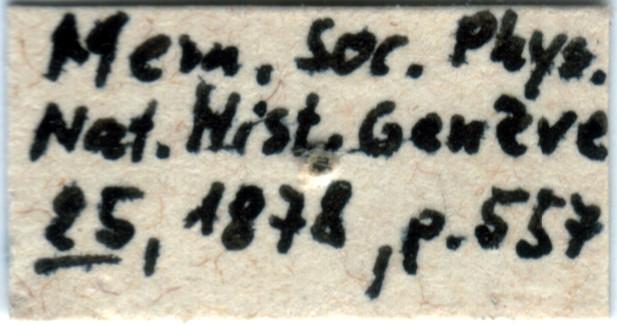 Mem. Soc. Phys.
Nat. Hist. Genève
25, 1878, p. 557